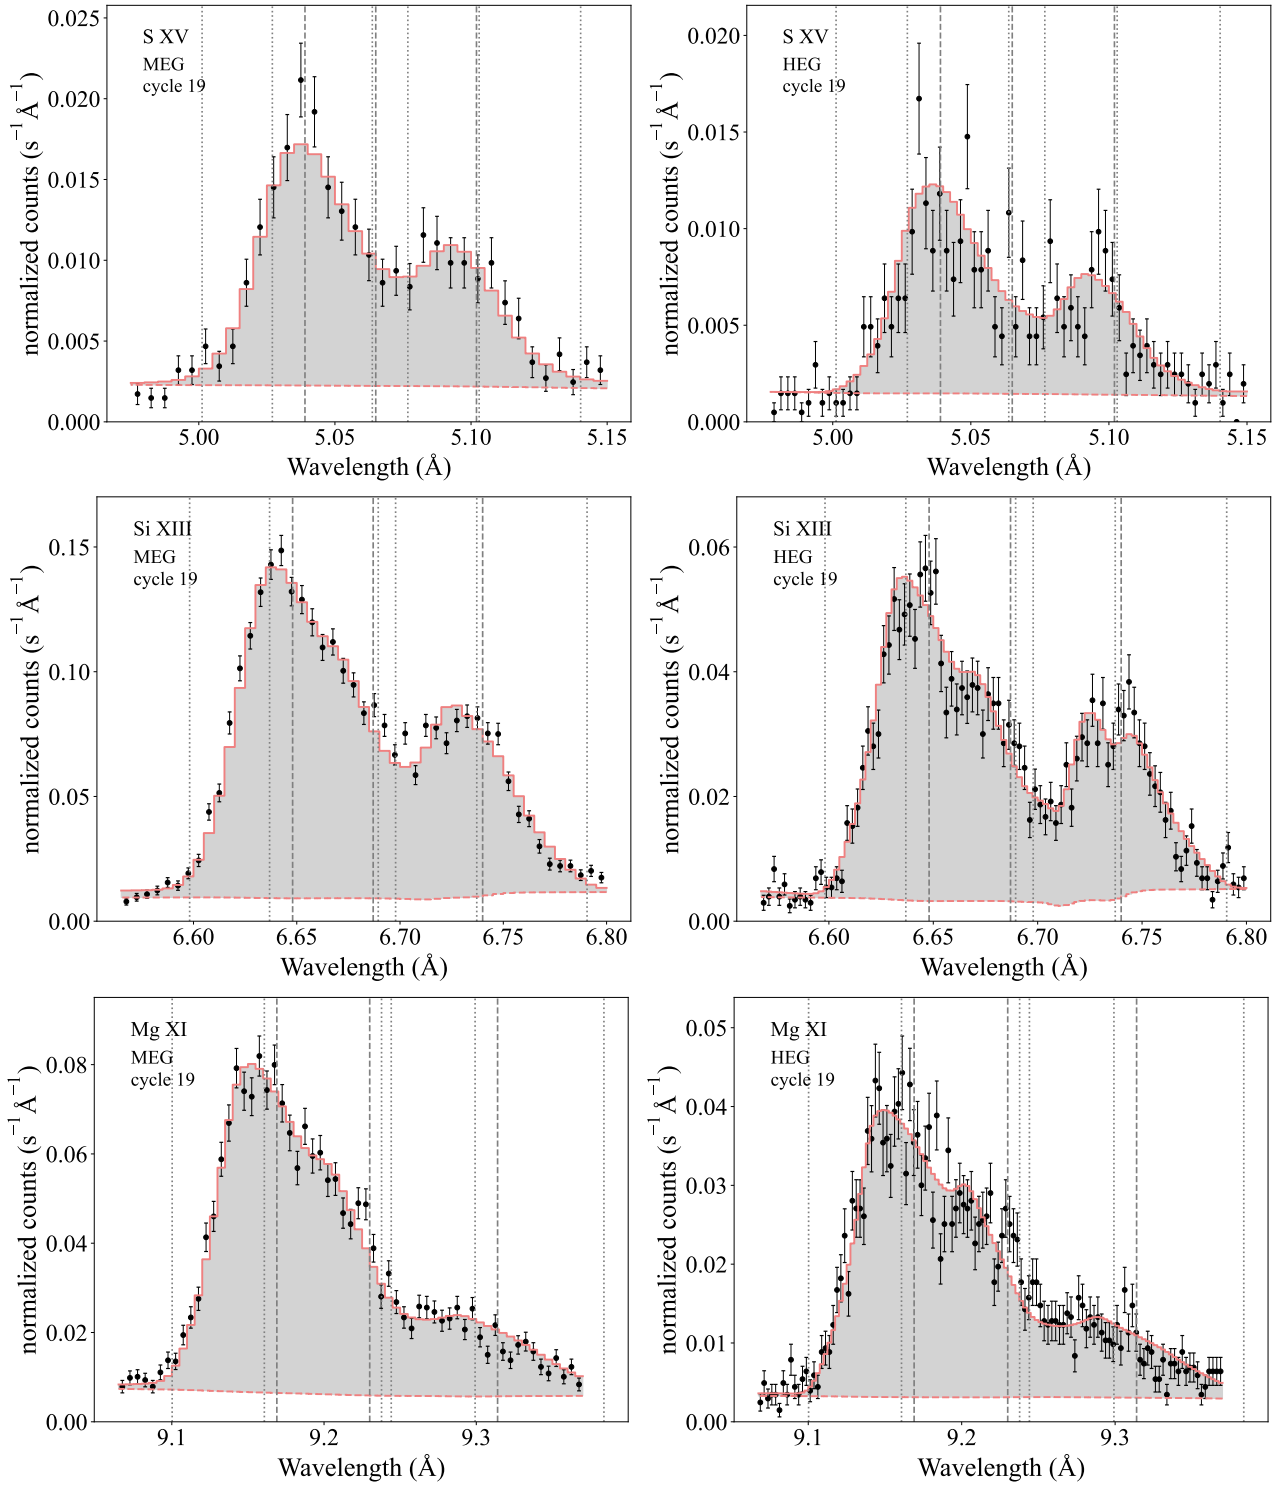 S XV
MEG
cycle 19
normalized counts (s⁻¹ Å⁻¹)
0.025
0.020
0.015
0.010
0.005
0.000
5.00 5.05 5.10 5.15
Wavelength (Å)
S XV
HEG
cycle 19
normalized counts (s⁻¹ Å⁻¹)
0.020
0.015
0.010
0.005
0.000
5.00 5.05 5.10 5.15
Wavelength (Å)
Si XIII
MEG
cycle 19
normalized counts (s⁻¹ Å⁻¹)
0.15
0.10
0.05
0.00
6.60 6.65 6.70 6.75 6.80
Wavelength (Å)
Si XIII
HEG
cycle 19
normalized counts (s⁻¹ Å⁻¹)
0.06
0.04
0.02
0.00
6.60 6.65 6.70 6.75 6.80
Wavelength (Å)
Mg XI
MEG
cycle 19
normalized counts (s⁻¹ Å⁻¹)
0.08
0.06
0.04
0.02
0.00
9.1 9.2 9.3
Wavelength (Å)
Mg XI
HEG
cycle 19
normalized counts (s⁻¹ Å⁻¹)
0.05
0.04
0.03
0.02
0.01
0.00
9.1 9.2 9.3
Wavelength (Å)